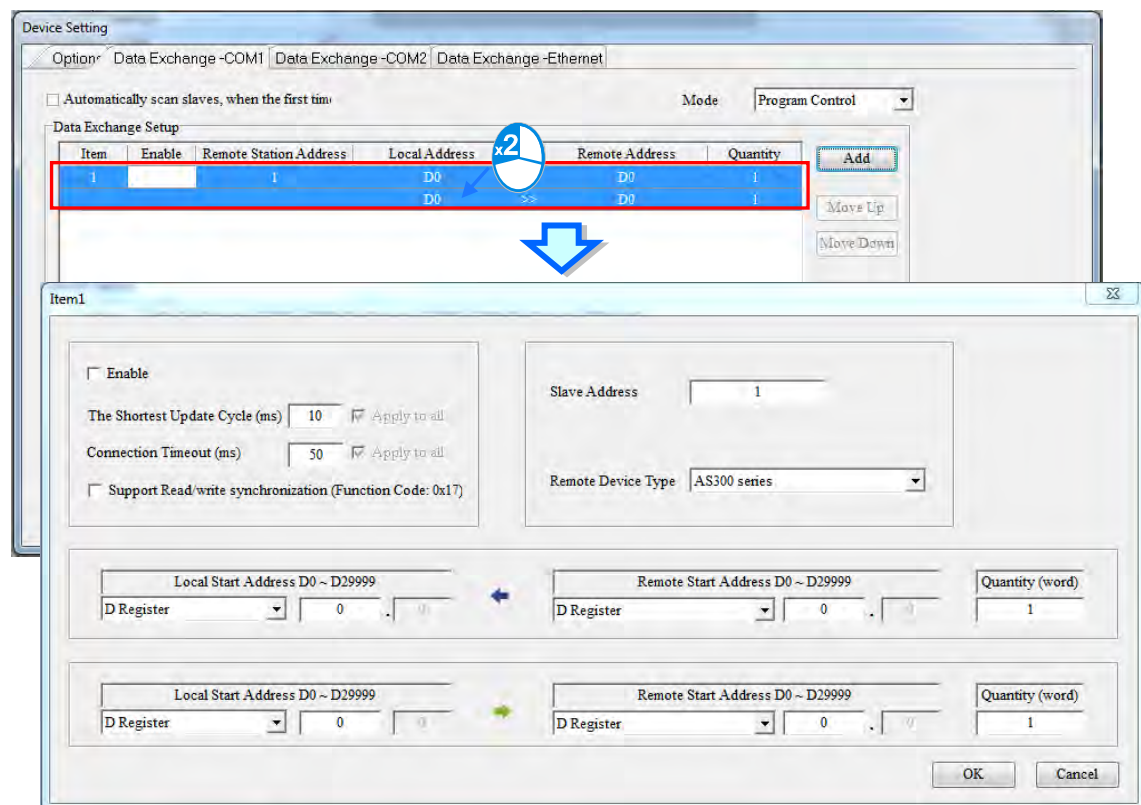 Device Setting
Options Data Exchange -COM1 Data Exchange -COM2 Data Exchange -Ethernet
Automatically scan slaves, when the first time
Mode Program Control
Data Exchange Setup
Item Enable Remote Station Address Local Address Remote Address Quantity
x2
Add
1 1 D0 D0 1
D0 >> D0 1
Move Up
Move Down
Item1
Enable
The Shortest Update Cycle (ms) 10 Apply to all
Connection Timeout (ms) 50 Apply to all
Support Read/write synchronization (Function Code: 0x17)
Slave Address 1
Remote Device Type AS300 series
Local Start Address D0 ~ D29999 Remote Start Address D0 ~ D29999 Quantity (word)
D Register 0 . 0 D Register 0 . 0 1
Local Start Address D0 ~ D29999 Remote Start Address D0 ~ D29999 Quantity (word)
D Register 0 0 D Register 0 . 0 1
OK Cancel